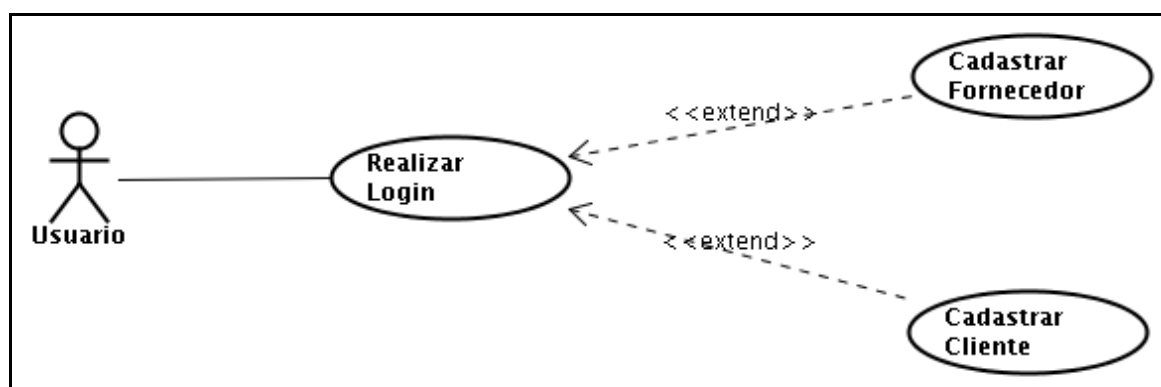 Cadastrar
Fornecedor
<<extend>>
Realizar
Login
Usuario
<<extend>>
Cadastrar
Cliente